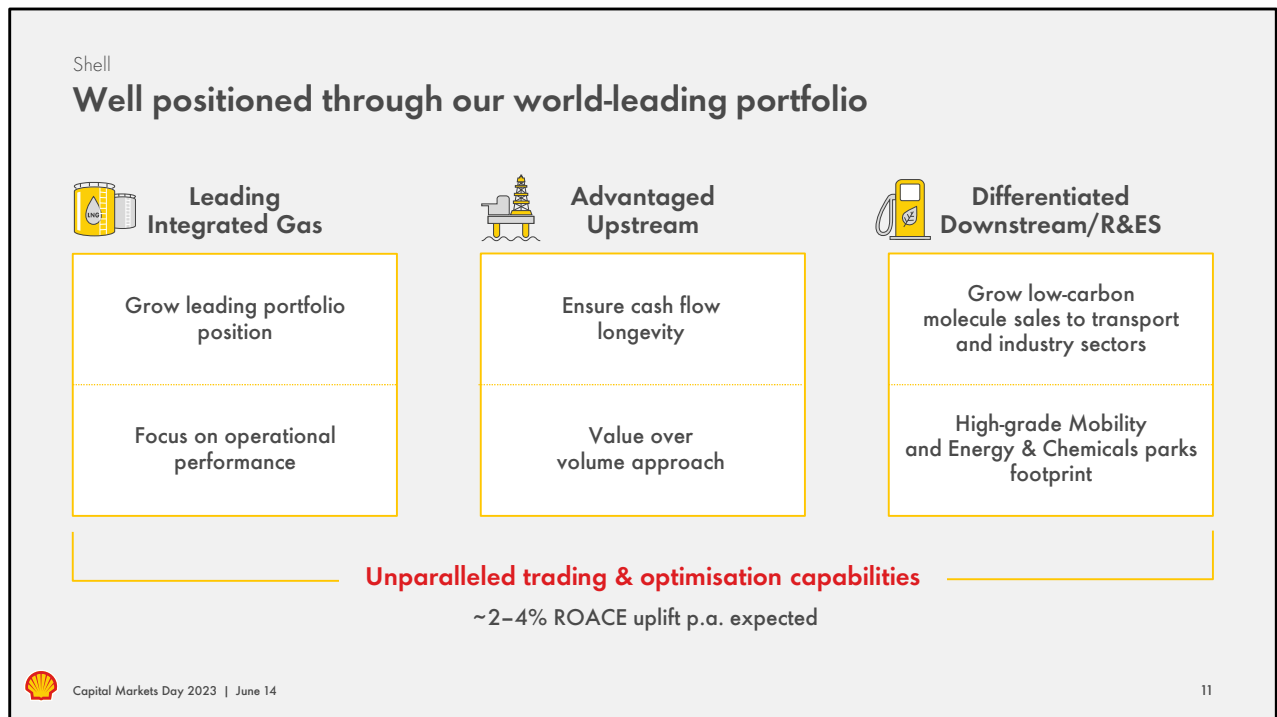 Shell
Well positioned through our world-leading portfolio
LNG
Leading
Integrated Gas
Grow leading portfolio
position
Focus on operational
performance
Advantaged
Upstream
Ensure cash flow
longevity
Value over
volume approach
Differentiated
Downstream/R&ES
Grow low-carbon
molecule sales to transport
and industry sectors
High-grade Mobility
and Energy & Chemicals parks
footprint
Unparalleled trading & optimisation capabilities
~2–4% ROACE uplift p.a. expected
Capital Markets Day 2023 | June 14
11